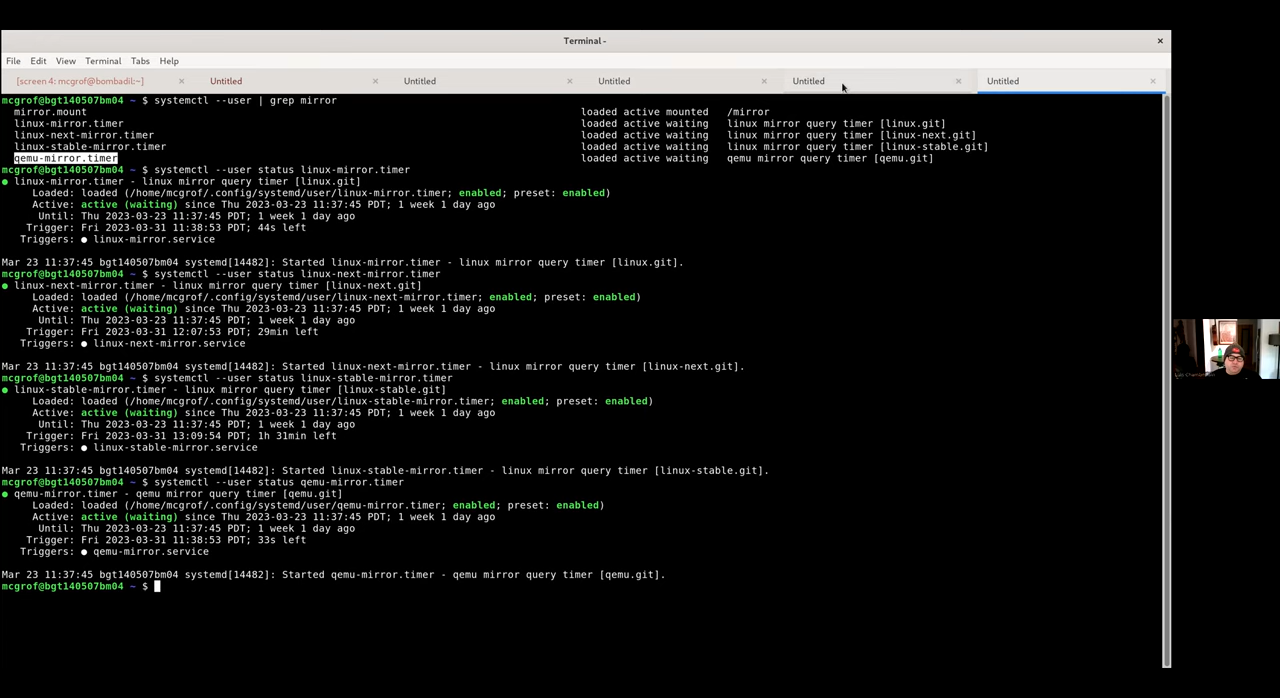 Terminal -
×
File Edit View Terminal Tabs Help
[screen 4: mcgrof@bombadil:~] × Untitled × Untitled × Untitled × Untitled × Untitled ×
mcgrof@bgt140507bm04 ~ $ systemctl --user | grep mirror
mirror.mount loaded active mounted /mirror
linux-mirror.timer loaded active waiting linux mirror query timer [linux.git]
linux-next-mirror.timer loaded active waiting linux mirror query timer [linux-next.git]
linux-stable-mirror.timer loaded active waiting linux mirror query timer [linux-stable.git]
qemu-mirror.timer loaded active waiting qemu mirror query timer [qemu.git]
mcgrof@bgt140507bm04 ~ $ systemctl --user status linux-mirror.timer
● linux-mirror.timer - linux mirror query timer [linux.git]
Loaded: loaded (/home/mcgrof/.config/systemd/user/linux-mirror.timer; enabled; preset: enabled)
Active: active (waiting) since Thu 2023-03-23 11:37:45 PDT; 1 week 1 day ago
Until: Thu 2023-03-23 11:37:45 PDT; 1 week 1 day ago
Trigger: Fri 2023-03-31 11:38:53 PDT; 44s left
Triggers: ● linux-mirror.service
Mar 23 11:37:45 bgt140507bm04 systemd[14482]: Started linux-mirror.timer - linux mirror query timer [linux.git].
mcgrof@bgt140507bm04 ~ $ systemctl --user status linux-next-mirror.timer
● linux-next-mirror.timer - linux mirror query timer [linux-next.git]
Loaded: loaded (/home/mcgrof/.config/systemd/user/linux-next-mirror.timer; enabled; preset: enabled)
Active: active (waiting) since Thu 2023-03-23 11:37:45 PDT; 1 week 1 day ago
Until: Thu 2023-03-23 11:37:45 PDT; 1 week 1 day ago
Trigger: Fri 2023-03-31 12:07:53 PDT; 29min left
Triggers: ● linux-next-mirror.service
Mar 23 11:37:45 bgt140507bm04 systemd[14482]: Started linux-next-mirror.timer - linux mirror query timer [linux-next.git].
mcgrof@bgt140507bm04 ~ $ systemctl --user status linux-stable-mirror.timer
● linux-stable-mirror.timer - linux mirror query timer [linux-stable.git]
Loaded: loaded (/home/mcgrof/.config/systemd/user/linux-stable-mirror.timer; enabled; preset: enabled)
Active: active (waiting) since Thu 2023-03-23 11:37:45 PDT; 1 week 1 day ago
Until: Thu 2023-03-23 11:37:45 PDT; 1 week 1 day ago
Trigger: Fri 2023-03-31 13:09:54 PDT; 1h 31min left
Triggers: ● linux-stable-mirror.service
Mar 23 11:37:45 bgt140507bm04 systemd[14482]: Started linux-stable-mirror.timer - linux mirror query timer [linux-stable.git].
mcgrof@bgt140507bm04 ~ $ systemctl --user status qemu-mirror.timer
● qemu-mirror.timer - qemu mirror query timer [qemu.git]
Loaded: loaded (/home/mcgrof/.config/systemd/user/qemu-mirror.timer; enabled; preset: enabled)
Active: active (waiting) since Thu 2023-03-23 11:37:45 PDT; 1 week 1 day ago
Until: Thu 2023-03-23 11:37:45 PDT; 1 week 1 day ago
Trigger: Fri 2023-03-31 11:38:53 PDT; 33s left
Triggers: ● qemu-mirror.service
Mar 23 11:37:45 bgt140507bm04 systemd[14482]: Started qemu-mirror.timer - qemu mirror query timer [qemu.git].
mcgrof@bgt140507bm04 ~ $